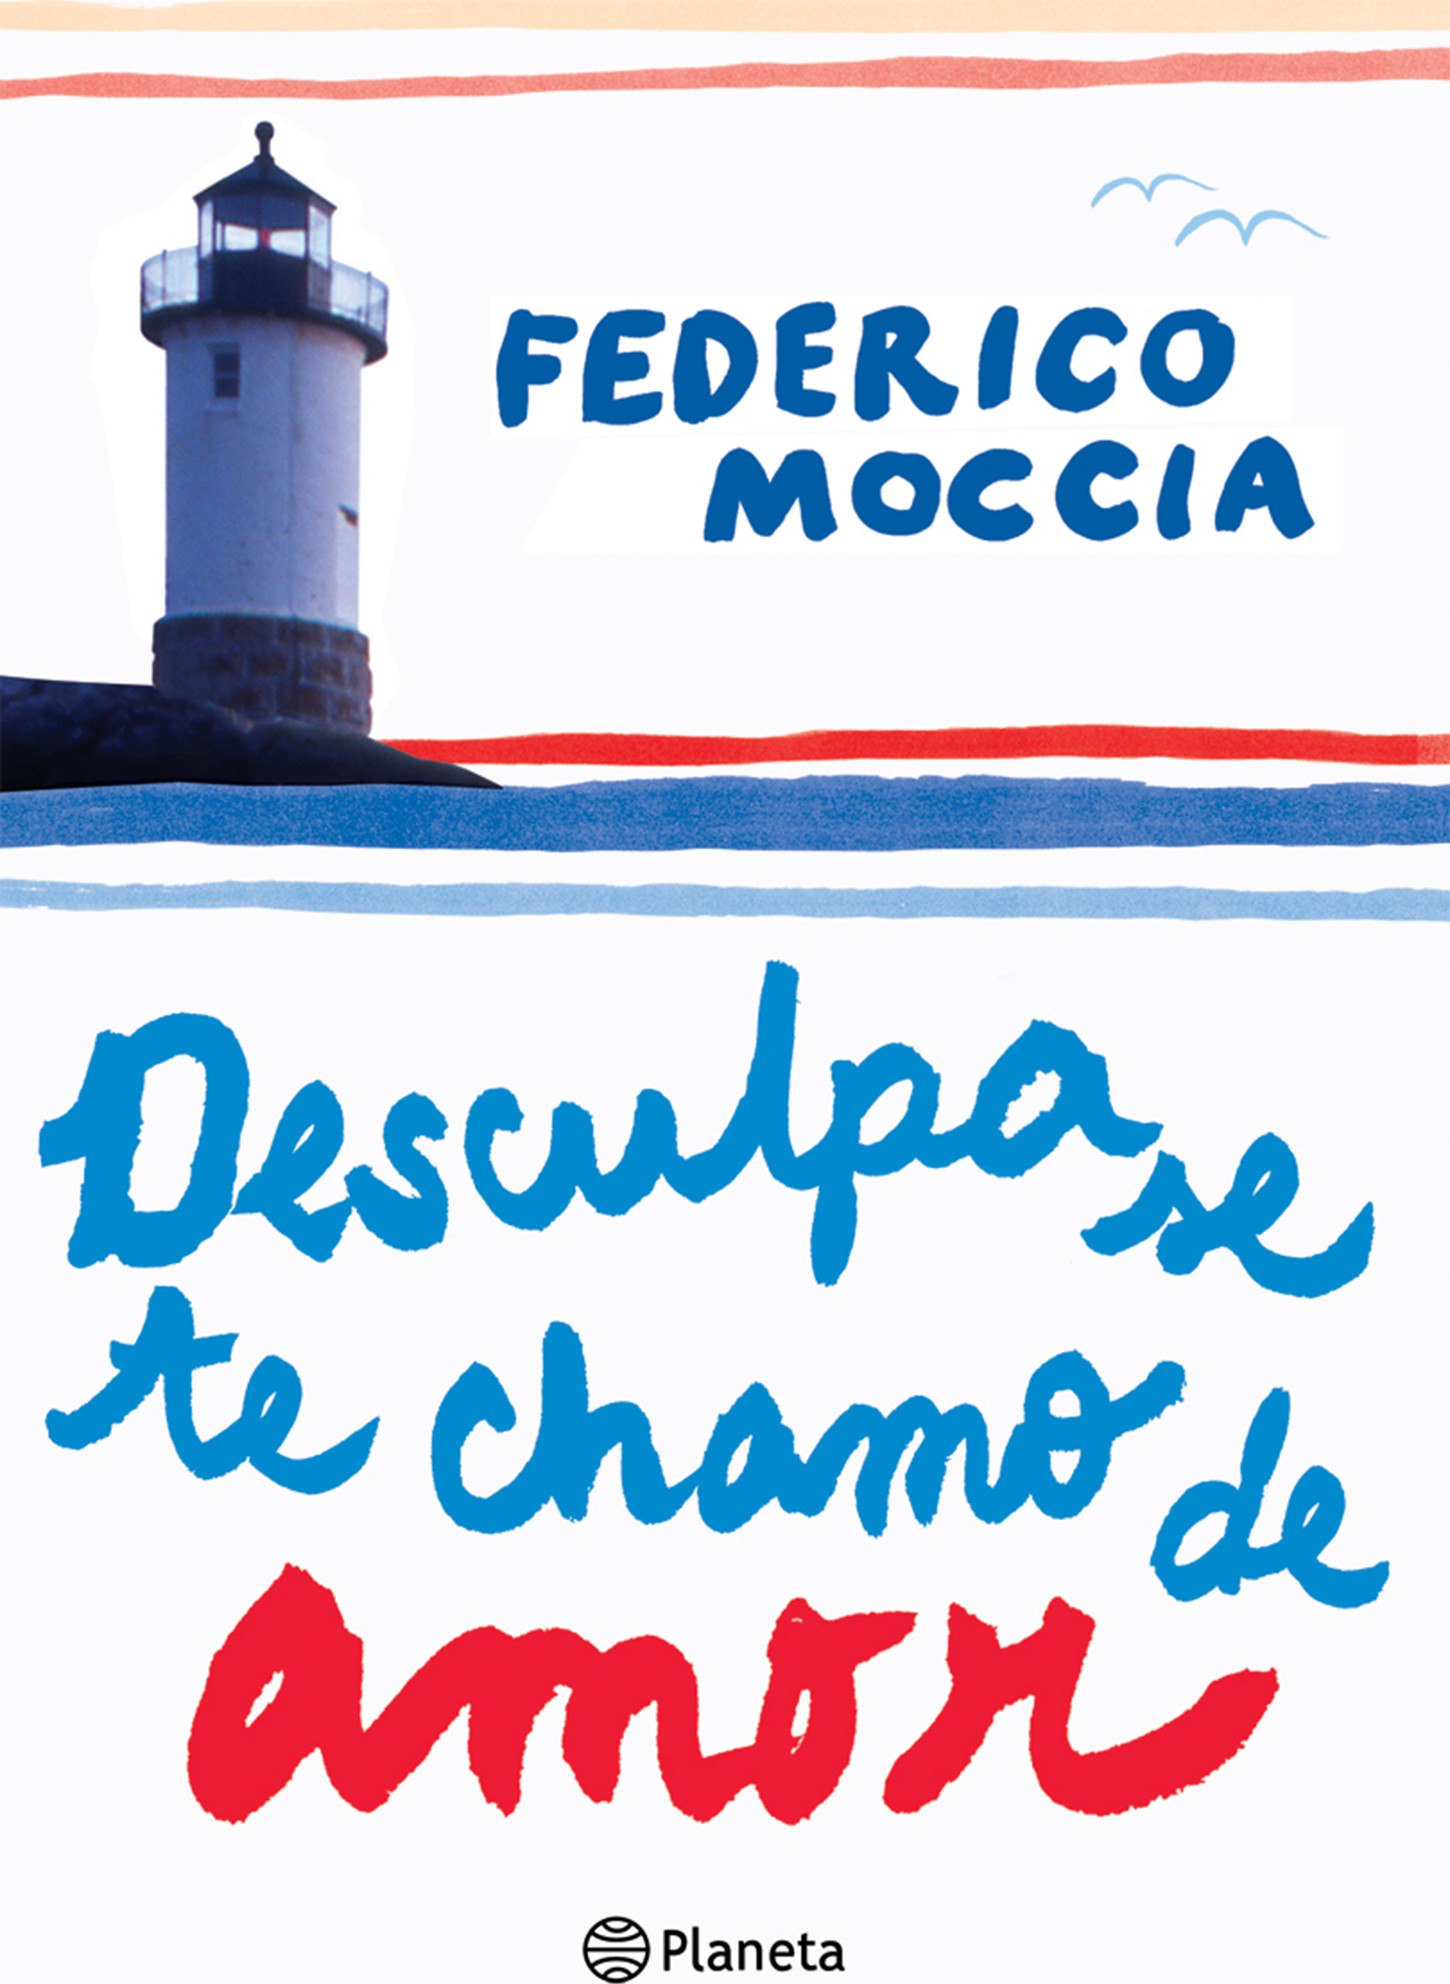 FEDERICO
MOCCIA
Desculpa se
te chamo de
amor
Planeta